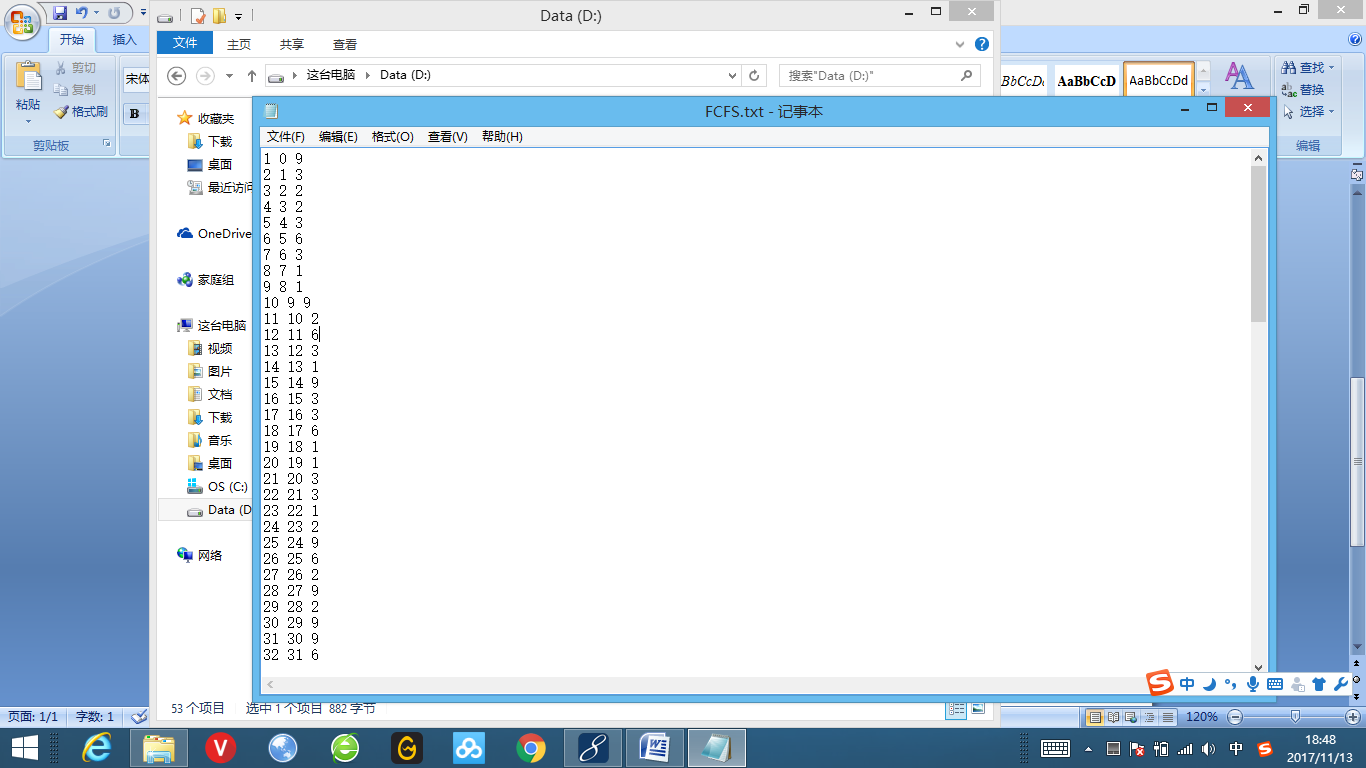 Data (D:)
开始 插入
文件 主页 共享 查看
剪切
复制
格式刷
粘贴
剪贴板
宋体
B
这台电脑 Data (D:)
搜索"Data (D:)"
AaBbCcD AaBbCcDd
查找
替换
选择
编辑
收藏夹
下载
桌面
最近访问
OneDrive
家庭组
这台电脑
视频
图片
文档
下载
音乐
桌面
OS (C:)
Data (D
网络
FCFS.txt - 记事本
文件(F) 编辑(E) 格式(O) 查看(V) 帮助(H)
1 0 9
2 1 3
3 2 2
4 3 2
5 4 3
6 5 6
7 6 3
8 7 1
9 8 1
10 9 9
11 10 2
12 11 6
13 12 3
14 13 1
15 14 9
16 15 3
17 16 3
18 17 6
19 18 1
20 19 1
21 20 3
22 21 3
23 22 1
24 23 2
25 24 9
26 25 6
27 26 2
28 27 9
29 28 2
30 29 9
31 30 9
32 31 6
53 个项目 选中 1 个项目 882 字节
中
页面: 1/1 字数: 1
120%
中
18:48
2017/11/13